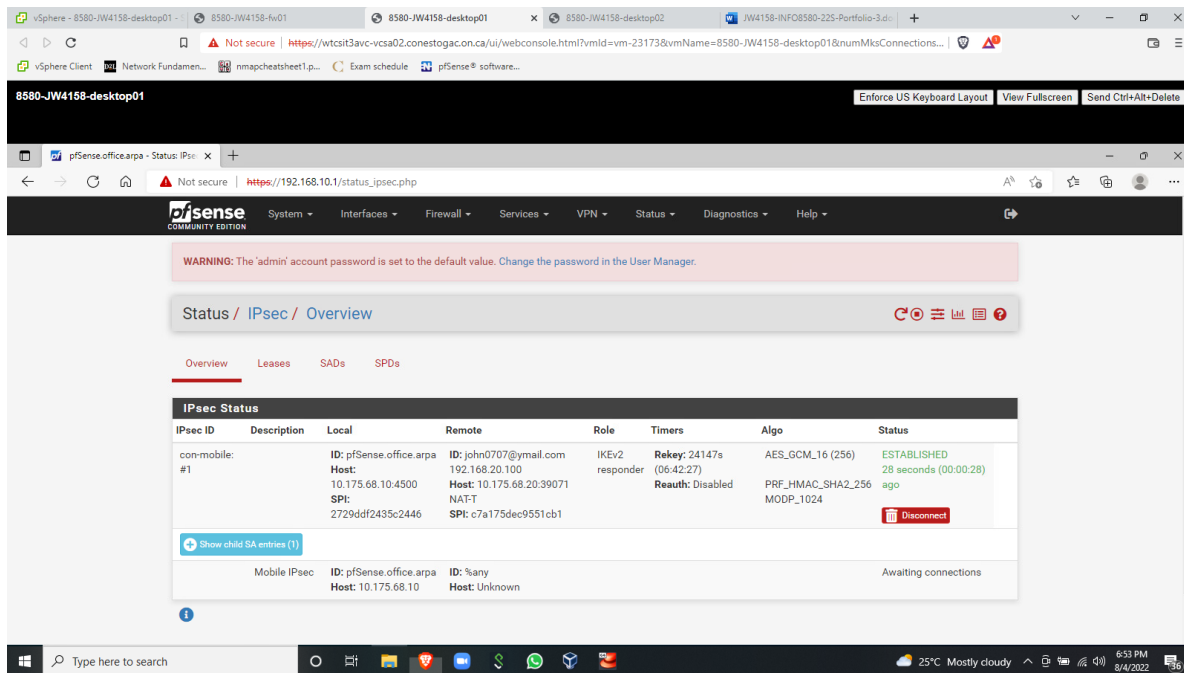 vSphere - 8580-JW4158-desktop01 - S
8580-JW4158-fw01
8580-JW4158-desktop01
8580-JW4158-desktop02
JW4158-INFO8580-22S-Portfolio-3.do
Not secure | https://wtcsit3avc-vcsa02.conestogac.on.ca/ui/webconsole.html?vmId=vm-23173&vmName=8580-JW4158-desktop01&numMksConnections...
vSphere Client
D2L Network Fundamen...
nmapcheatsheet1.p...
Exam schedule
pfSense® software...
8580-JW4158-desktop01
Enforce US Keyboard Layout
View Fullscreen
Send Ctrl+Alt+Delete
pfSense.office.arpa - Status: IPse
Not secure | https://192.168.10.1/status_ipsec.php
pfsense
COMMUNITY EDITION
System
Interfaces
Firewall
Services
VPN
Status
Diagnostics
Help
WARNING: The 'admin' account password is set to the default value. Change the password in the User Manager.
Status / IPsec / Overview
Overview
Leases
SADs
SPDs
IPsec Status
IPsec ID Description Local Remote Role Timers Algo Status
con-mobile: ID: pfSense.office.arpa ID: john0707@ymail.com IKEv2 Rekey: 24147s AES_GCM_16 (256) ESTABLISHED
#1 Host: 192.168.20.100 responder (06:42:27) 28 seconds (00:00:28)
10.175.68.10:4500 Host: 10.175.68.20:39071 Reauth: Disabled PRF_HMAC_SHA2_256 ago
SPI: NAT-T MODP_1024
2729ddf2435c2446 SPI: c7a175dec9551cb1 Disconnect
Show child SA entries (1)
Mobile IPsec ID: pfSense.office.arpa ID: %any Awaiting connections
Host: 10.175.68.10 Host: Unknown
Type here to search
25°C Mostly cloudy
6:53 PM
8/4/2022
36